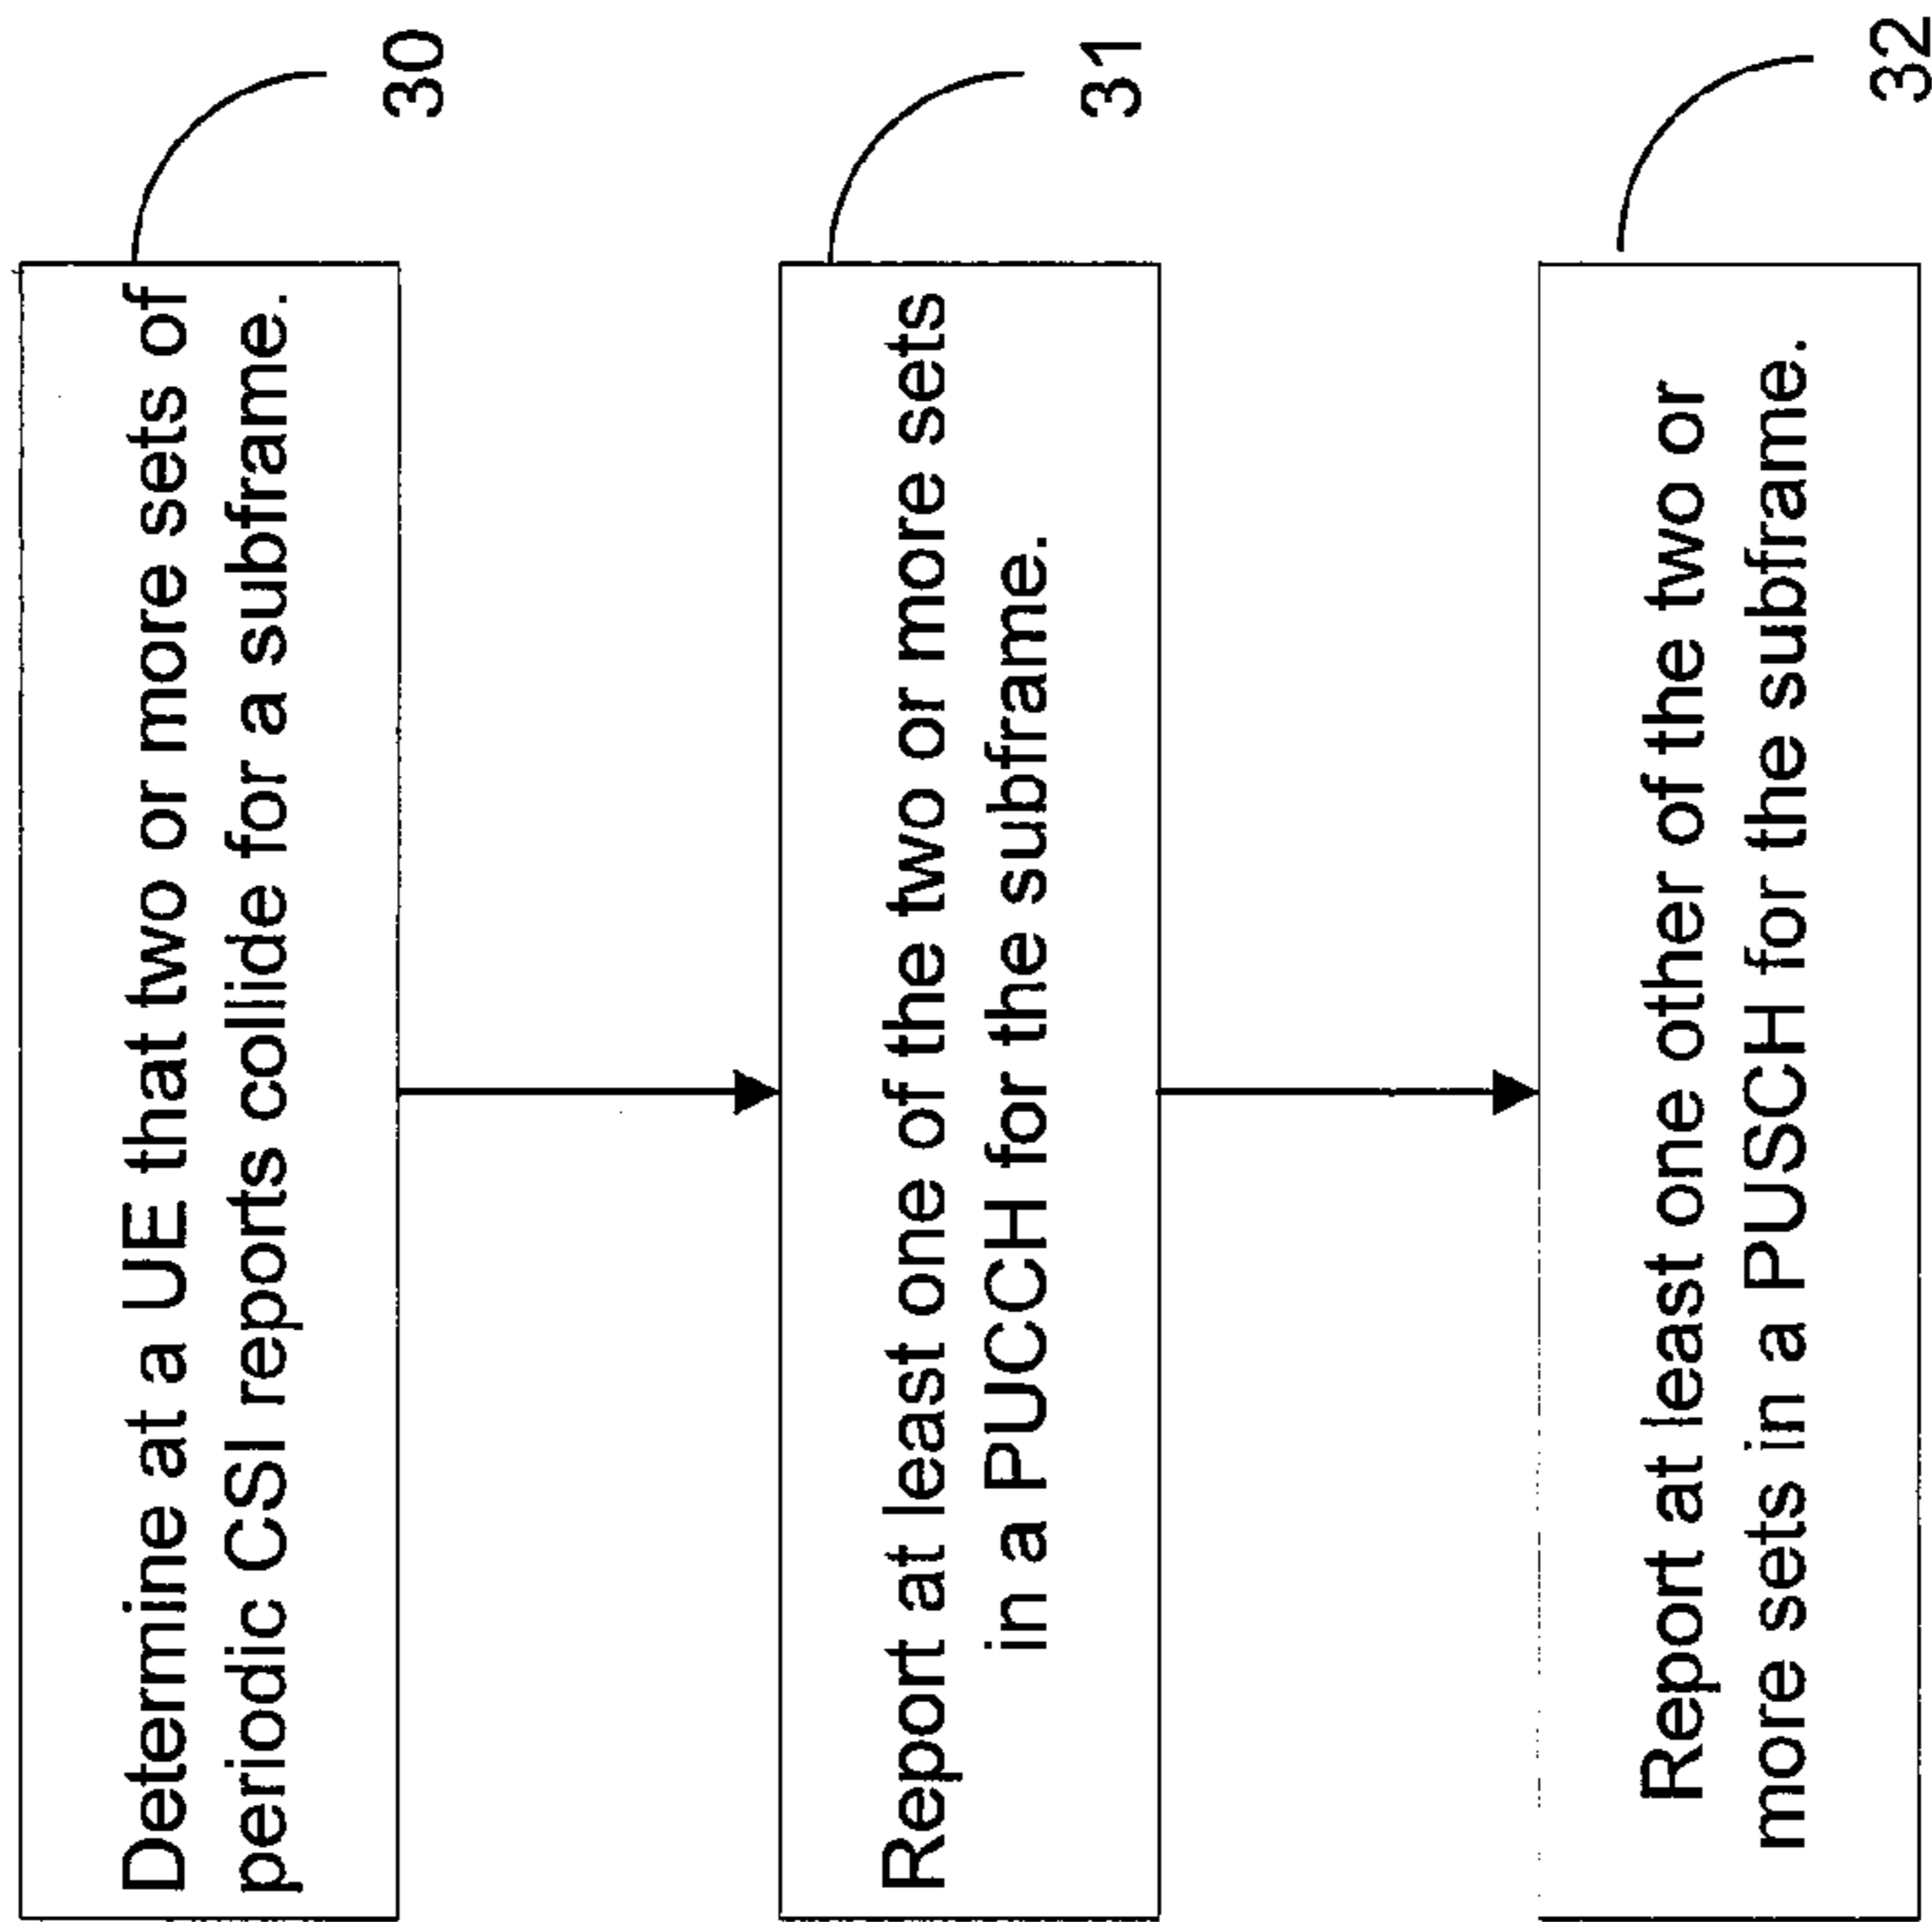 Determine at a UE that two or more sets of
periodic CSI reports collide for a subframe.
30
Report at least one of the two or more sets
in a PUCCH for the subframe.
31
Report at least one other of the two or
more sets in a PUSCH for the subframe.
32